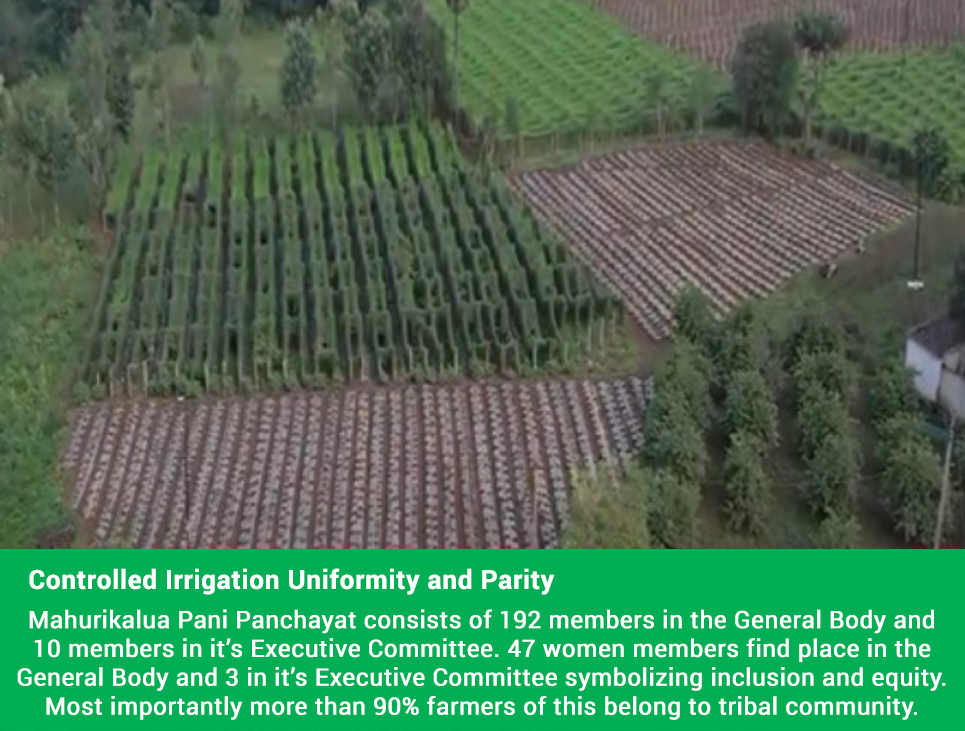 Controlled Irrigation Uniformity and Parity
Mahurikalua Pani Panchayat consists of 192 members in the General Body and
10 members in it's Executive Committee. 47 women members find place in the
General Body and 3 in it's Executive Committee symbolizing inclusion and equity.
Most importantly more than 90% farmers of this belong to tribal community.